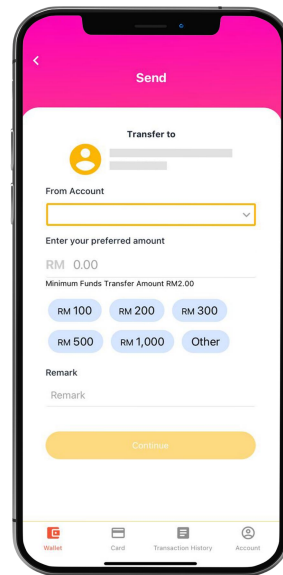 Send
Transfer to
From Account
Enter your preferred amount
RM 0.00
Minimum Funds Transfer Amount RM2.00
RM 100 RM 200 RM 300
RM 500 RM 1,000 Other
Remark
Remark
Continue
Wallet Card Transaction History Account